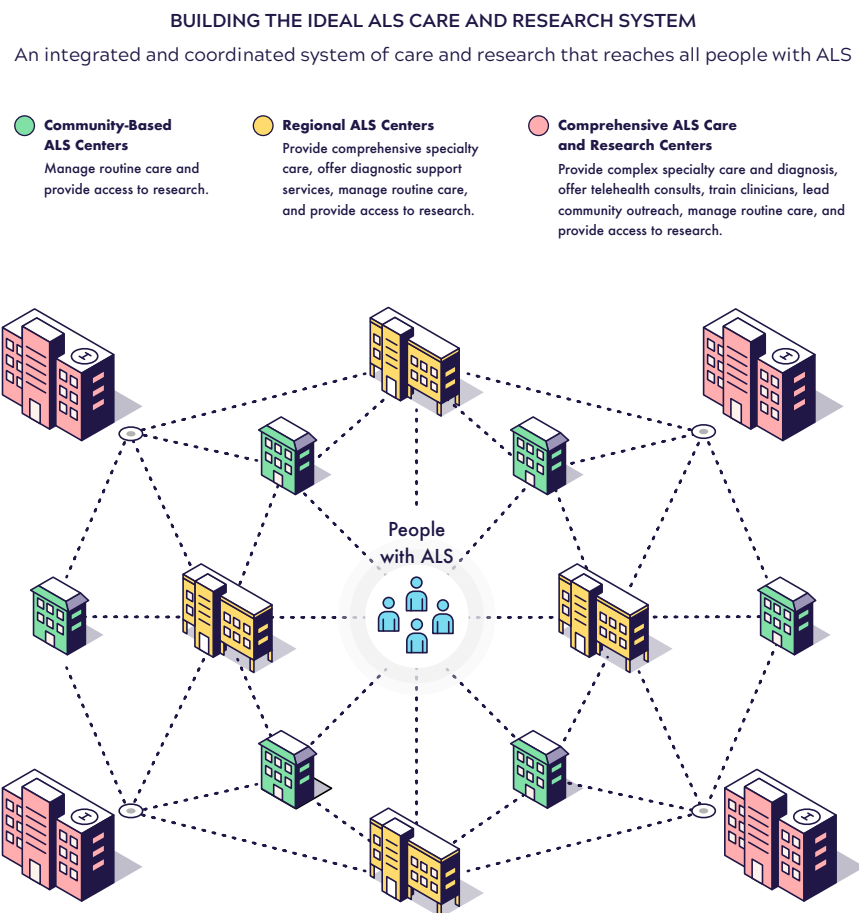 BUILDING THE IDEAL ALS CARE AND RESEARCH SYSTEM
An integrated and coordinated system of care and research that reaches all people with ALS
Community-Based
ALS Centers
Manage routine care and
provide access to research.
Regional ALS Centers
Provide comprehensive specialty
care, offer diagnostic support
services, manage routine care,
and provide access to research.
Comprehensive ALS Care
and Research Centers
Provide complex specialty care and diagnosis,
offer telehealth consults, train clinicians, lead
community outreach, manage routine care, and
provide access to research.
People
with ALS